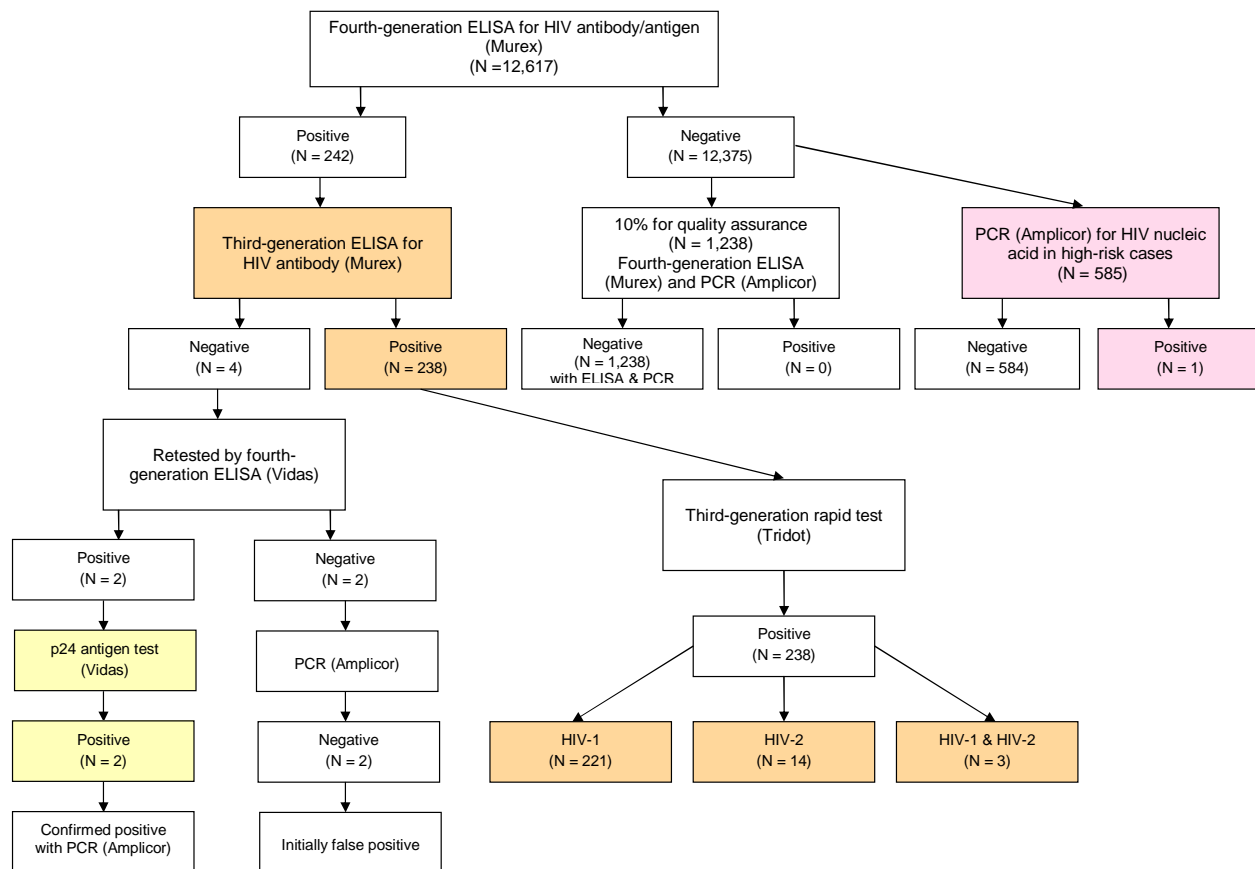 Fourth-generation ELISA for HIV antibody/antigen
(Murex)
(N =12,617)
Positive
(N = 242)
Negative
(N = 12,375)
Third-generation ELISA for
HIV antibody (Murex)
10% for quality assurance
(N = 1,238)
Fourth-generation ELISA
(Murex) and PCR (Amplicor)
PCR (Amplicor) for HIV nucleic
acid in high-risk cases
(N = 585)
Negative
(N = 4)
Positive
(N = 238)
Negative
(N = 1,238)
with ELISA & PCR
Positive
(N = 0)
Negative
(N = 584)
Positive
(N = 1)
Retested by fourth-
generation ELISA (Vidas)
Third-generation rapid test
(Tridot)
Positive
(N = 2)
Negative
(N = 2)
Positive
(N = 238)
p24 antigen test
(Vidas)
PCR (Amplicor)
Positive
(N = 2)
Negative
(N = 2)
HIV-1
(N = 221)
HIV-2
(N = 14)
HIV-1 & HIV-2
(N = 3)
Confirmed positive
with PCR (Amplicor)
Initially false positive